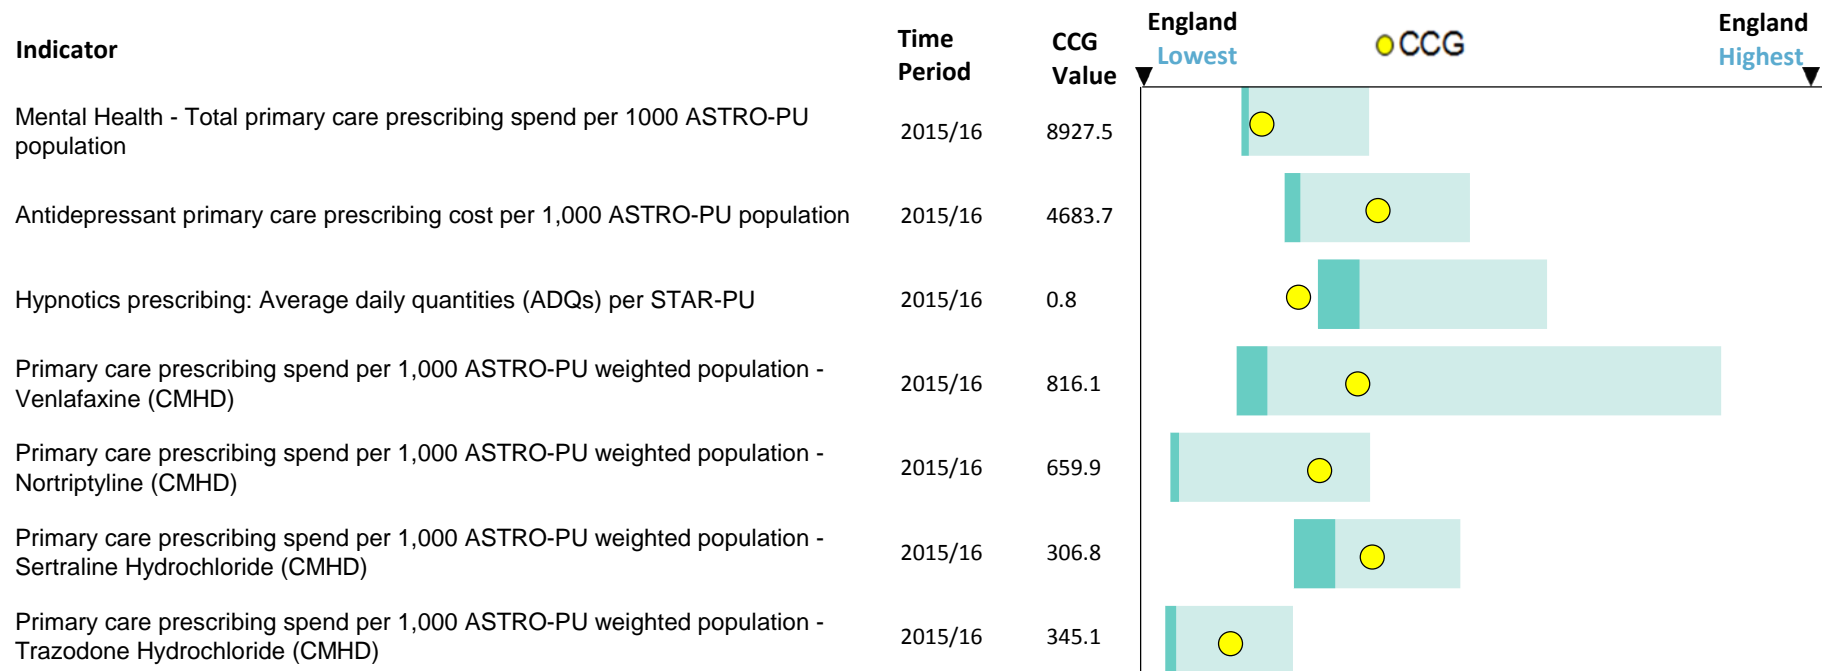 Indicator
Time
Period
CCG
Value
England
Lowest
CCG
England
Highest
Mental Health - Total primary care prescribing spend per 1000 ASTRO-PU
population
2015/16
8927.5
Antidepressant primary care prescribing cost per 1,000 ASTRO-PU population
2015/16
4683.7
Hypnotics prescribing: Average daily quantities (ADQs) per STAR-PU
2015/16
0.8
Primary care prescribing spend per 1,000 ASTRO-PU weighted population -
Venlafaxine (CMHD)
2015/16
816.1
Primary care prescribing spend per 1,000 ASTRO-PU weighted population -
Nortriptyline (CMHD)
2015/16
659.9
Primary care prescribing spend per 1,000 ASTRO-PU weighted population -
Sertraline Hydrochloride (CMHD)
2015/16
306.8
Primary care prescribing spend per 1,000 ASTRO-PU weighted population -
Trazodone Hydrochloride (CMHD)
2015/16
345.1